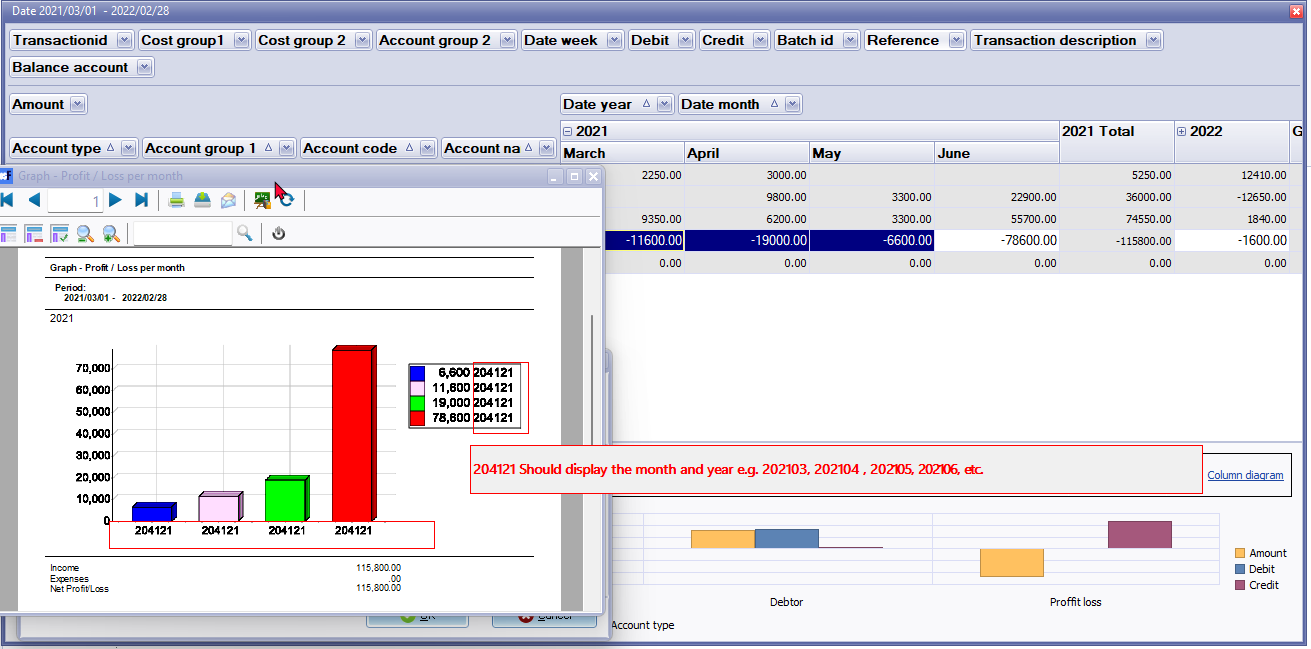 Date 2021/03/01 - 2022/02/28
Transactionid Cost group1 Cost group 2 Account group 2 Date week Debit Credit Batch id Reference Transaction description
Balance account
Amount Date year Date month
2021 2021 Total 2022 G
Account type Account group 1 Account code Account na
March April May June
2250.00 3000.00 5250.00 12410.00
9800.00 3300.00 22900.00 36000.00 -12650.00
9350.00 6200.00 3300.00 55700.00 74550.00 1840.00
-11600.00 -19000.00 -6600.00 -78600.00 -115800.00 -1600.00
0.00 0.00 0.00 0.00 0.00 0.00
Graph - Profit / Loss per month
1
Graph - Profit / Loss per month
Period:
2021/03/01 - 2022/02/28
2021
70,000
60,000
50,000
40,000
30,000
20,000
10,000
0
204121 204121 204121 204121
6,600 204121
11,600 204121
19,000 204121
78,600 204121
204121 Should display the month and year e.g. 202103, 202104 , 202105, 202106, etc.
Column diagram
Income 115,800.00
Expenses .00
Net Profit/Loss 115,800.00
Amount
Debit
Credit
Debtor Proffit loss
Account type
OK Cancel